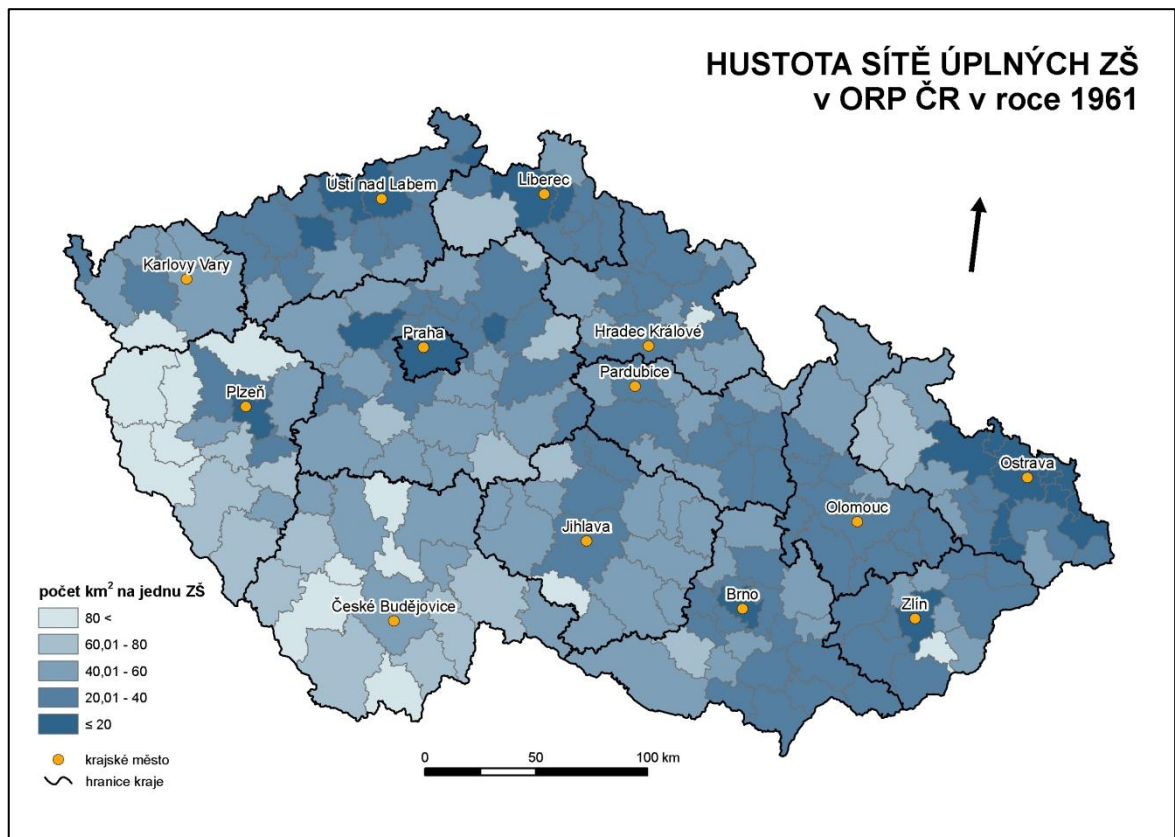 HUSTOTA SÍTĚ ÚPLNÝCH ZŠ
v ORP ČR v roce 1961
Ústí nad Labem
Liberec
Karlovy Vary
Praha
Hradec Králové
Pardubice
Plzeň
Ostrava
Olomouc
Jihlava
České Budějovice
Brno
Zlín
počet km² na jednu ZŠ
80 <
60,01 - 80
40,01 - 60
20,01 - 40
≤ 20
krajské město
hranice kraje
0 50 100 km